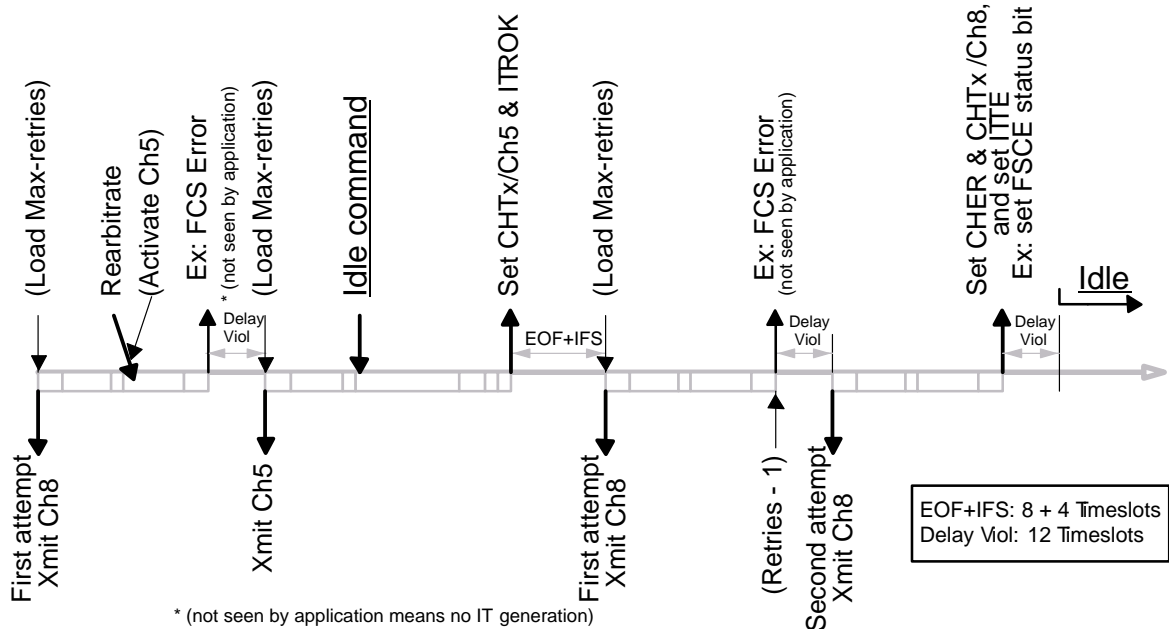 (Load Max-retries)
Rearbitrate
(Activate Ch5)
Ex: FCS Error
* (not seen by application)
(Load Max-retries)
Idle command
Set CHTx/Ch5 & ITROK
(Load Max-retries)
Ex: FCS Error
(not seen by application)
Set CHER & CHTx /Ch8,
and set ITTE
Ex: set FSCE status bit
Idle
Delay
Viol
EOF+IFS
Delay
Viol
Delay
Viol
First attempt
Xmit Ch8
Xmit Ch5
First attempt
Xmit Ch8
(Retries - 1)
Second attempt
Xmit Ch8
EOF+IFS: 8 + 4 Timeslots
Delay Viol: 12 Timeslots
* (not seen by application means no IT generation)